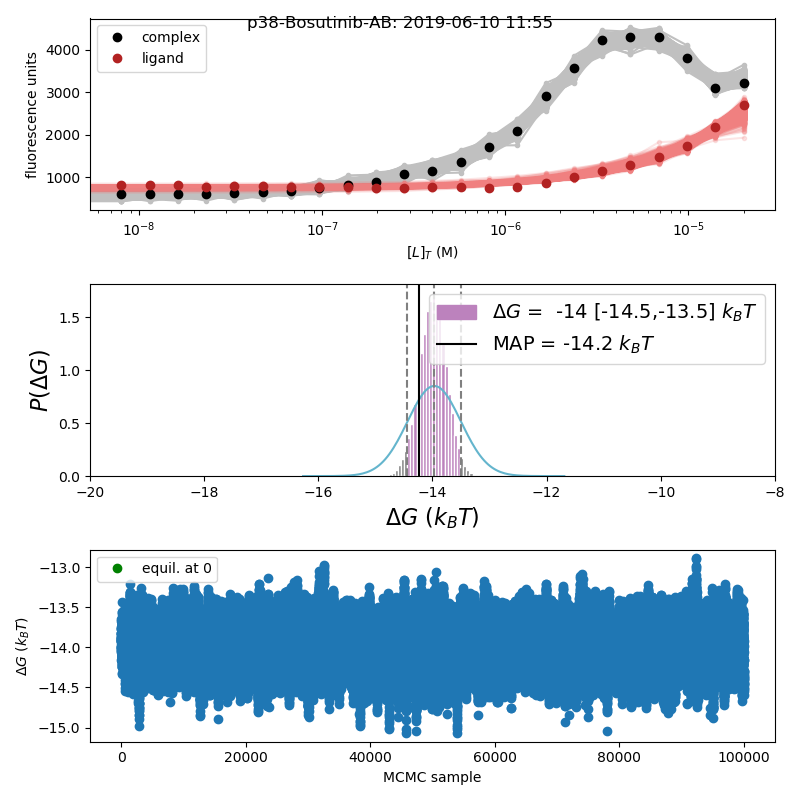 p38-Bosutinib-AB: 2019-06-10 11:55
complex
ligand
fluorescence units
4000
3000
2000
1000
10⁻⁸ 10⁻⁷ 10⁻⁶ 10⁻⁵
[L]_T (M)
ΔG = -14 [-14.5,-13.5] k_BT
MAP = -14.2 k_BT
P(ΔG)
1.5
1.0
0.5
0.0
−20 −18 −16 −14 −12 −10 −8
ΔG (k_BT)
equil. at 0
ΔG (k_BT)
−13.0
−13.5
−14.0
−14.5
−15.0
0 20000 40000 60000 80000 100000
MCMC sample